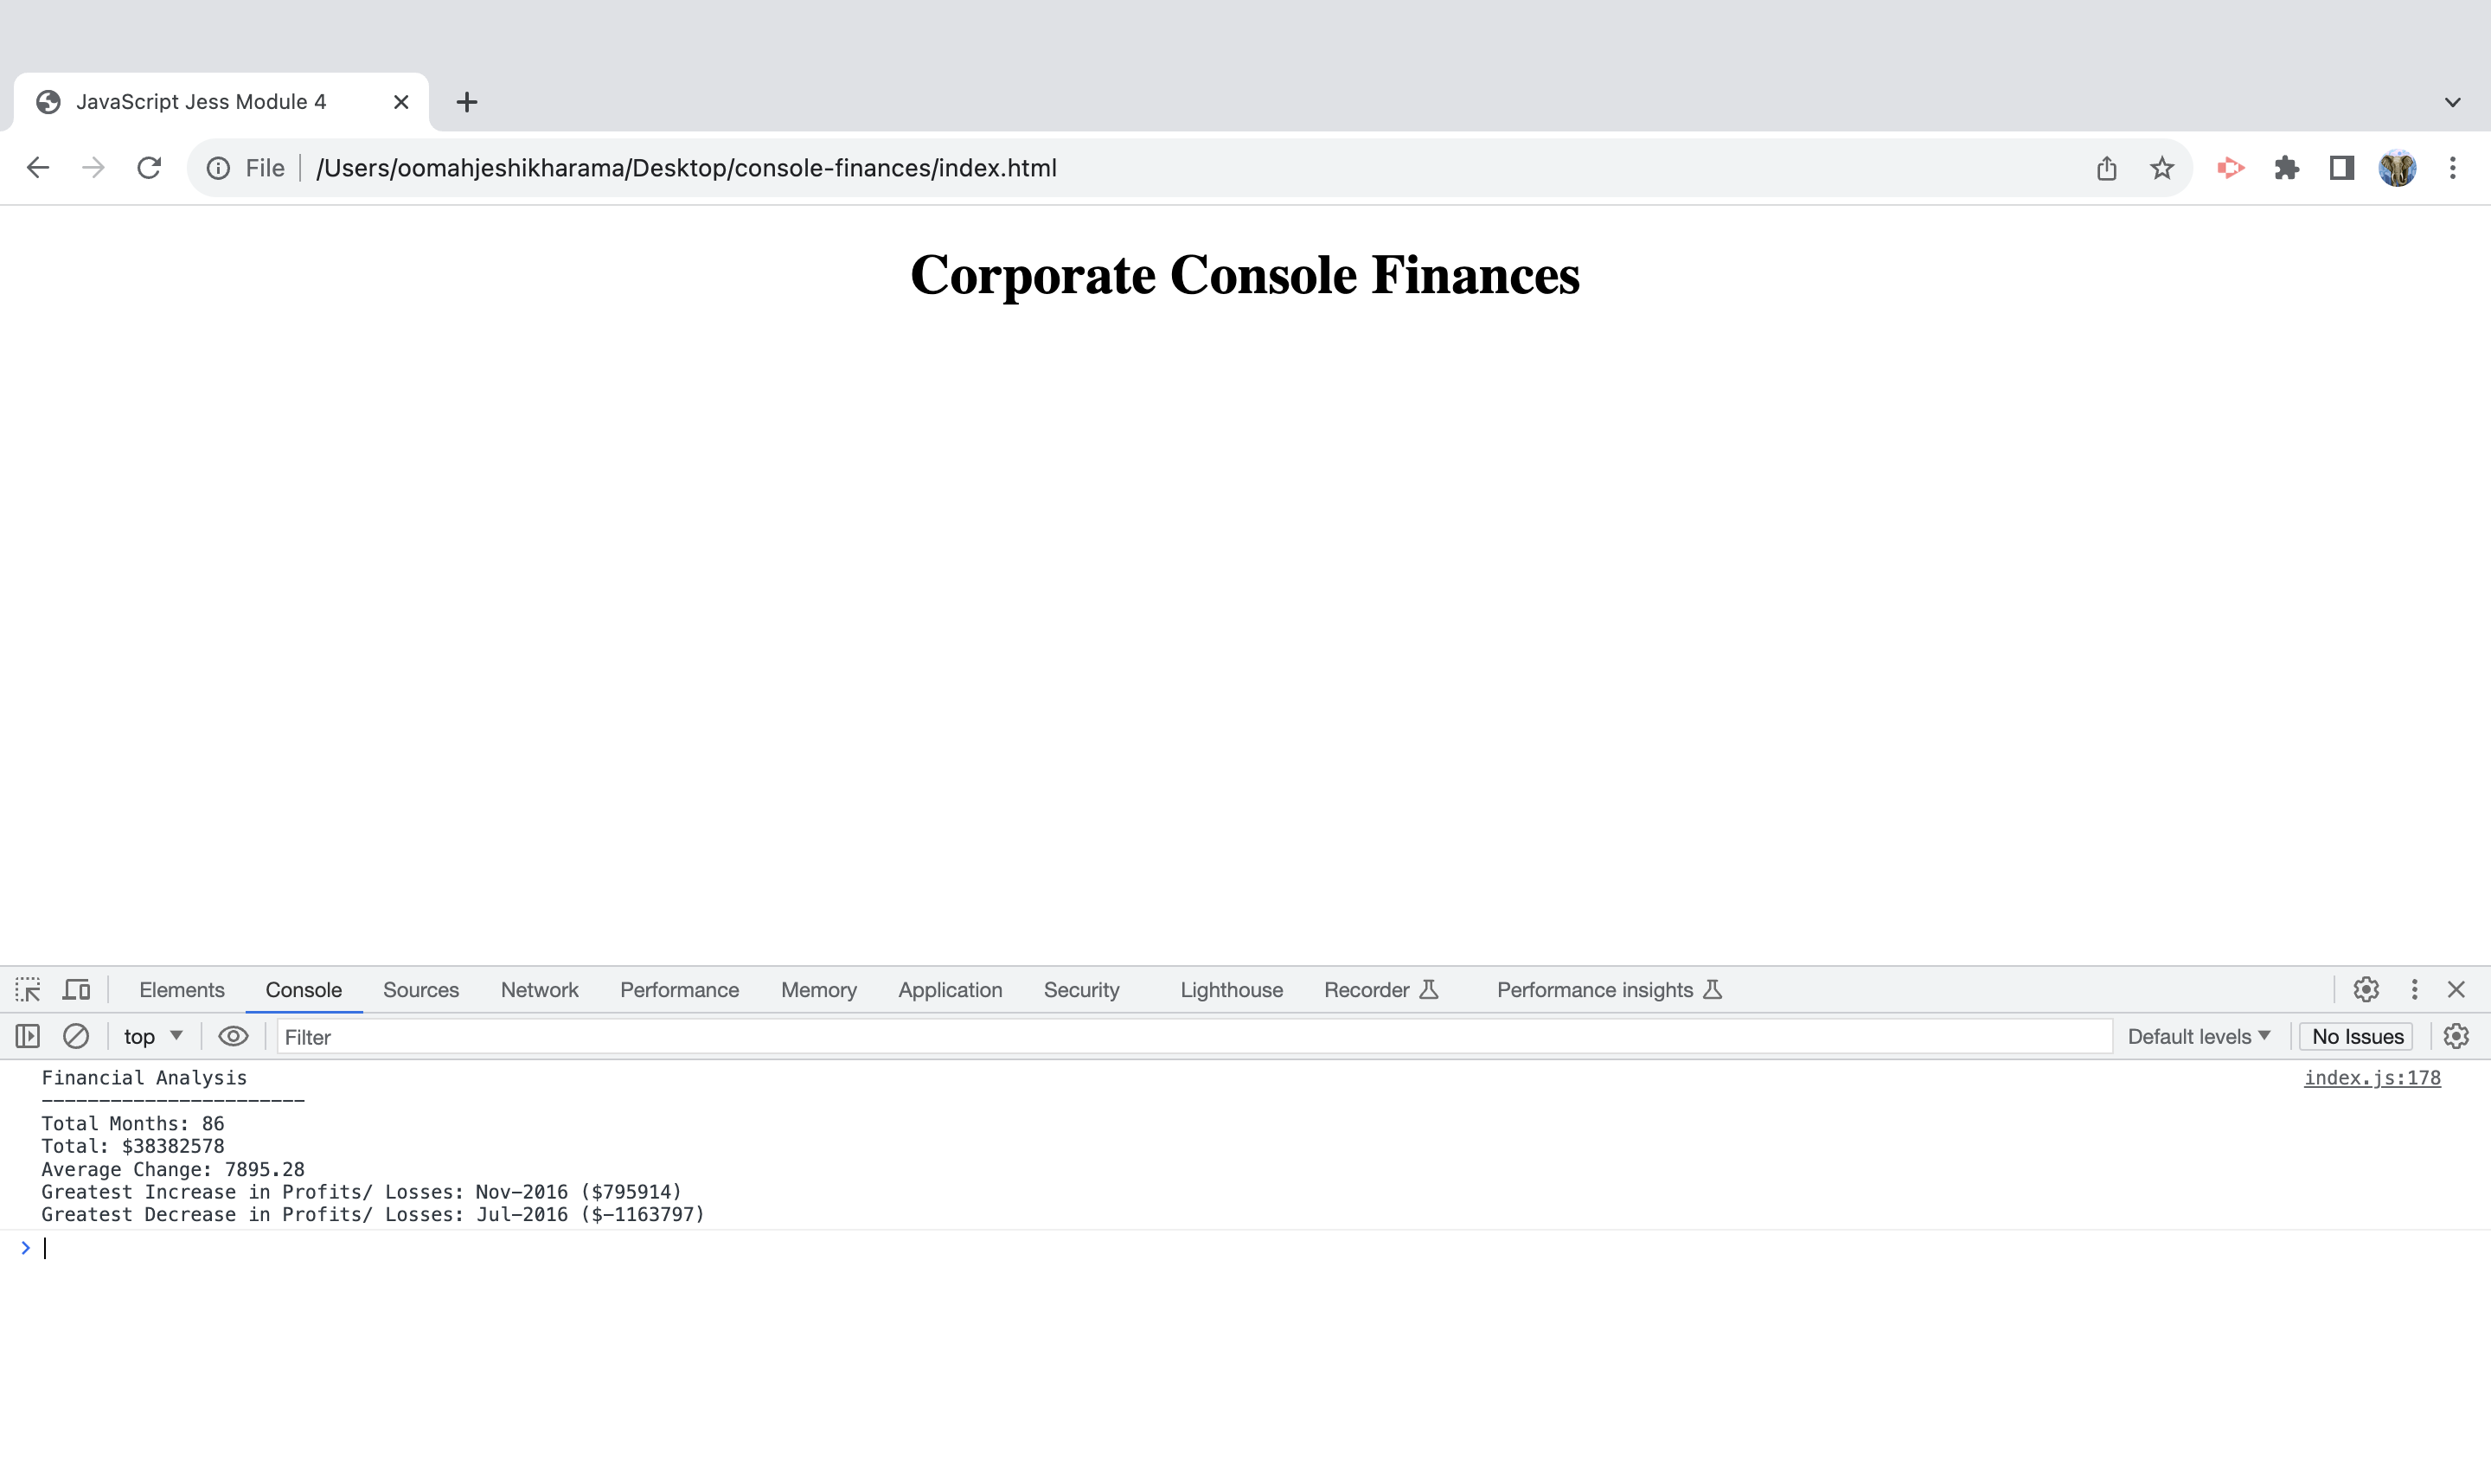 JavaScript Jess Module 4
File /Users/oomahjeshikharama/Desktop/console-finances/index.html
Corporate Console Finances
Elements Console Sources Network Performance Memory Application Security Lighthouse Recorder Performance insights
top Filter Default levels No Issues
Financial Analysis index.js:178
-----------------------
Total Months: 86
Total: $38382578
Average Change: 7895.28
Greatest Increase in Profits/ Losses: Nov-2016 ($795914)
Greatest Decrease in Profits/ Losses: Jul-2016 ($-1163797)